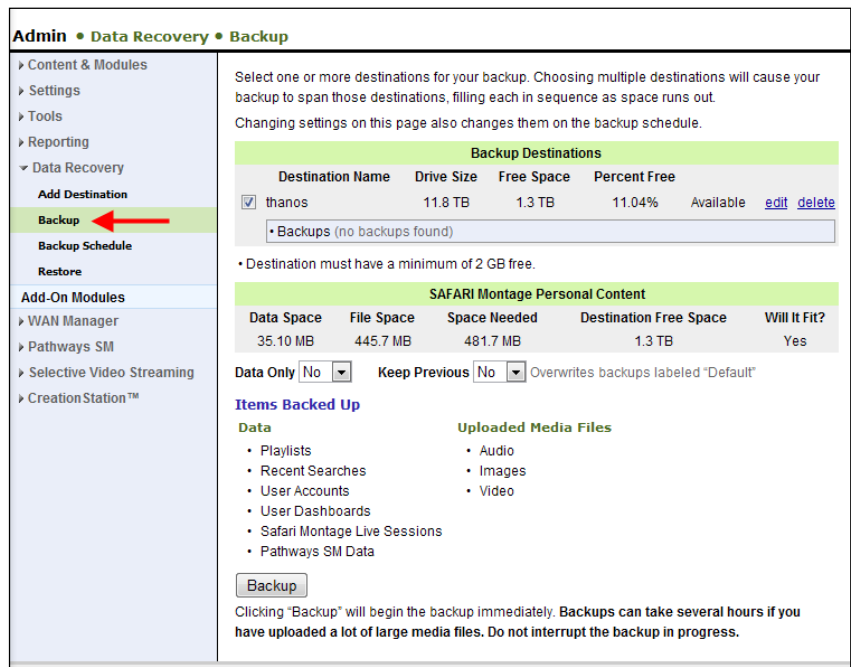 Admin • Data Recovery • Backup
Content & Modules
Settings
Tools
Reporting
Data Recovery
Add Destination
Backup
Backup Schedule
Restore
Add-On Modules
WAN Manager
Pathways SM
Selective Video Streaming
CreationStation™
Select one or more destinations for your backup. Choosing multiple destinations will cause your
backup to span those destinations, filling each in sequence as space runs out.
Changing settings on this page also changes them on the backup schedule.
Backup Destinations
Destination Name Drive Size Free Space Percent Free
thanos 11.8 TB 1.3 TB 11.04% Available edit delete
• Backups (no backups found)
• Destination must have a minimum of 2 GB free.
SAFARI Montage Personal Content
Data Space File Space Space Needed Destination Free Space Will It Fit?
35.10 MB 445.7 MB 481.7 MB 1.3 TB Yes
Data Only No Keep Previous No Overwrites backups labeled “Default”
Items Backed Up
Data Uploaded Media Files
• Playlists • Audio
• Recent Searches • Images
• User Accounts • Video
• User Dashboards
• Safari Montage Live Sessions
• Pathways SM Data
Backup
Clicking “Backup” will begin the backup immediately. Backups can take several hours if you
have uploaded a lot of large media files. Do not interrupt the backup in progress.